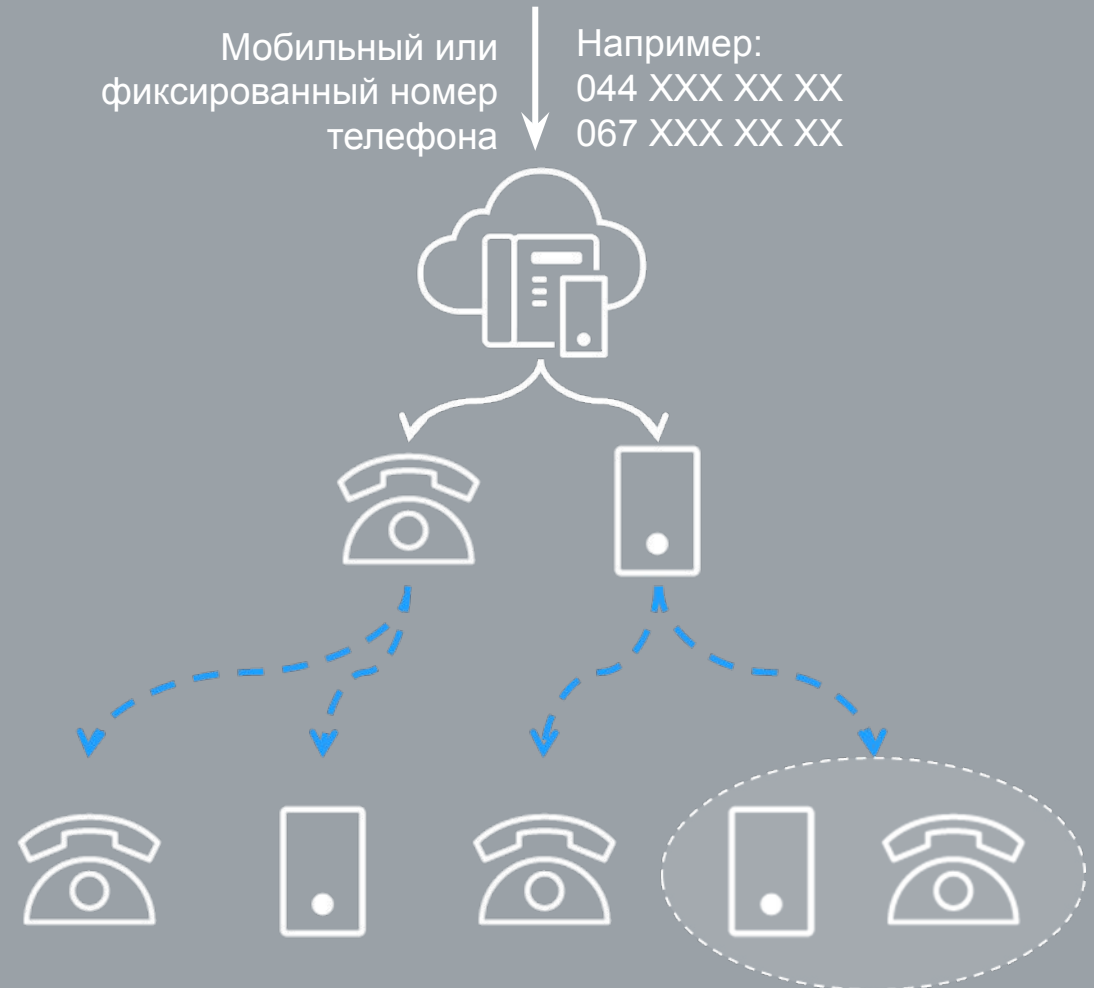 Мобильный или
фиксированный номер
телефона
Например:
044 XXX XX XX
067 XXX XX XX